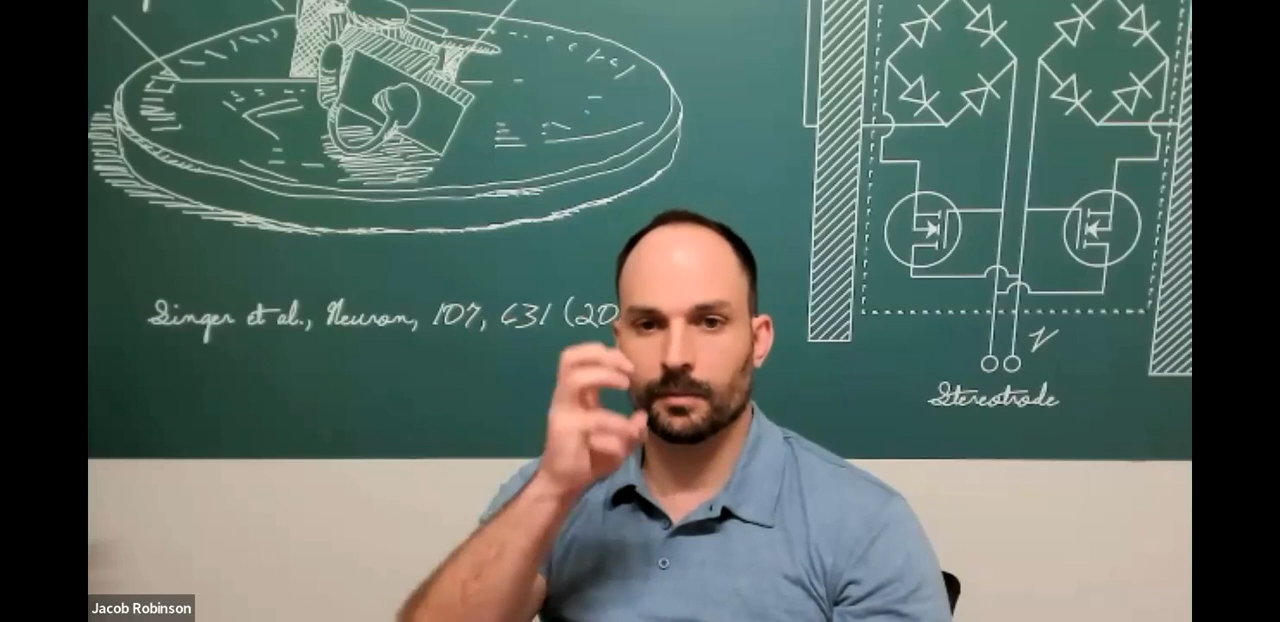 Singer et al., Neuron, 107, 631 (20
Stereotrode
Jacob Robinson